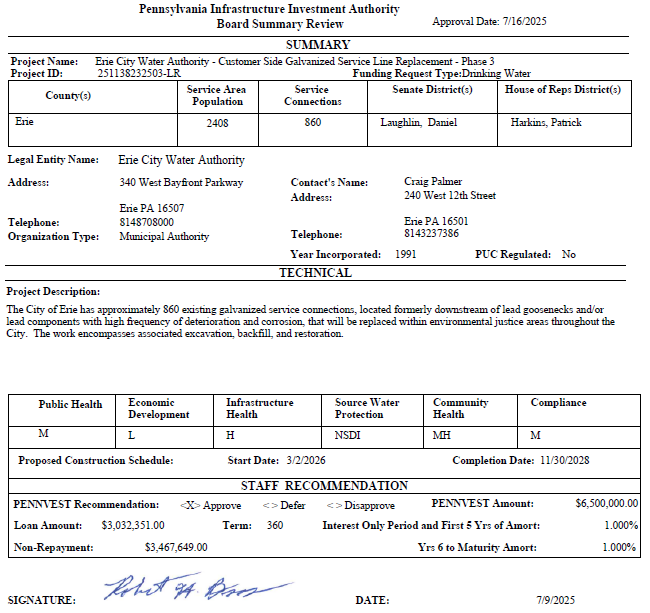 Pennsylvania Infrastructure Investment Authority
Board Summary Review
Approval Date: 7/16/2025
SUMMARY
Project Name: Erie City Water Authority - Customer Side Galvanized Service Line Replacement - Phase 3
Project ID: 251138232503-LR Funding Request Type:Drinking Water
County(s) Service Area Population Service Connections Senate District(s) House of Reps District(s)
Erie 2408 860 Laughlin, Daniel Harkins, Patrick
Legal Entity Name: Erie City Water Authority
Address: 340 West Bayfront Parkway Contact's Name: Craig Palmer
Address: 240 West 12th Street
Erie PA 16507 Erie PA 16501
Telephone: 8148708000 Telephone: 8143237386
Organization Type: Municipal Authority
Year Incorporated: 1991 PUC Regulated: No
TECHNICAL
Project Description:
The City of Erie has approximately 860 existing galvanized service connections, located formerly downstream of lead goosenecks and/or
lead components with high frequency of deterioration and corrosion, that will be replaced within environmental justice areas throughout the
City. The work encompasses associated excavation, backfill, and restoration.
Public Health Economic Development Infrastructure Health Source Water Protection Community Health Compliance
M L H NSDI MH M
Proposed Construction Schedule: Start Date: 3/2/2026 Completion Date: 11/30/2028
STAFF RECOMMENDATION
PENNVEST Recommendation: <X> Approve < > Defer < > Disapprove PENNVEST Amount: $6,500,000.00
Loan Amount: $3,032,351.00 Term: 360 Interest Only Period and First 5 Yrs of Amort: 1.000%
Non-Repayment: $3,467,649.00 Yrs 6 to Maturity Amort: 1.000%
SIGNATURE: DATE: 7/9/2025